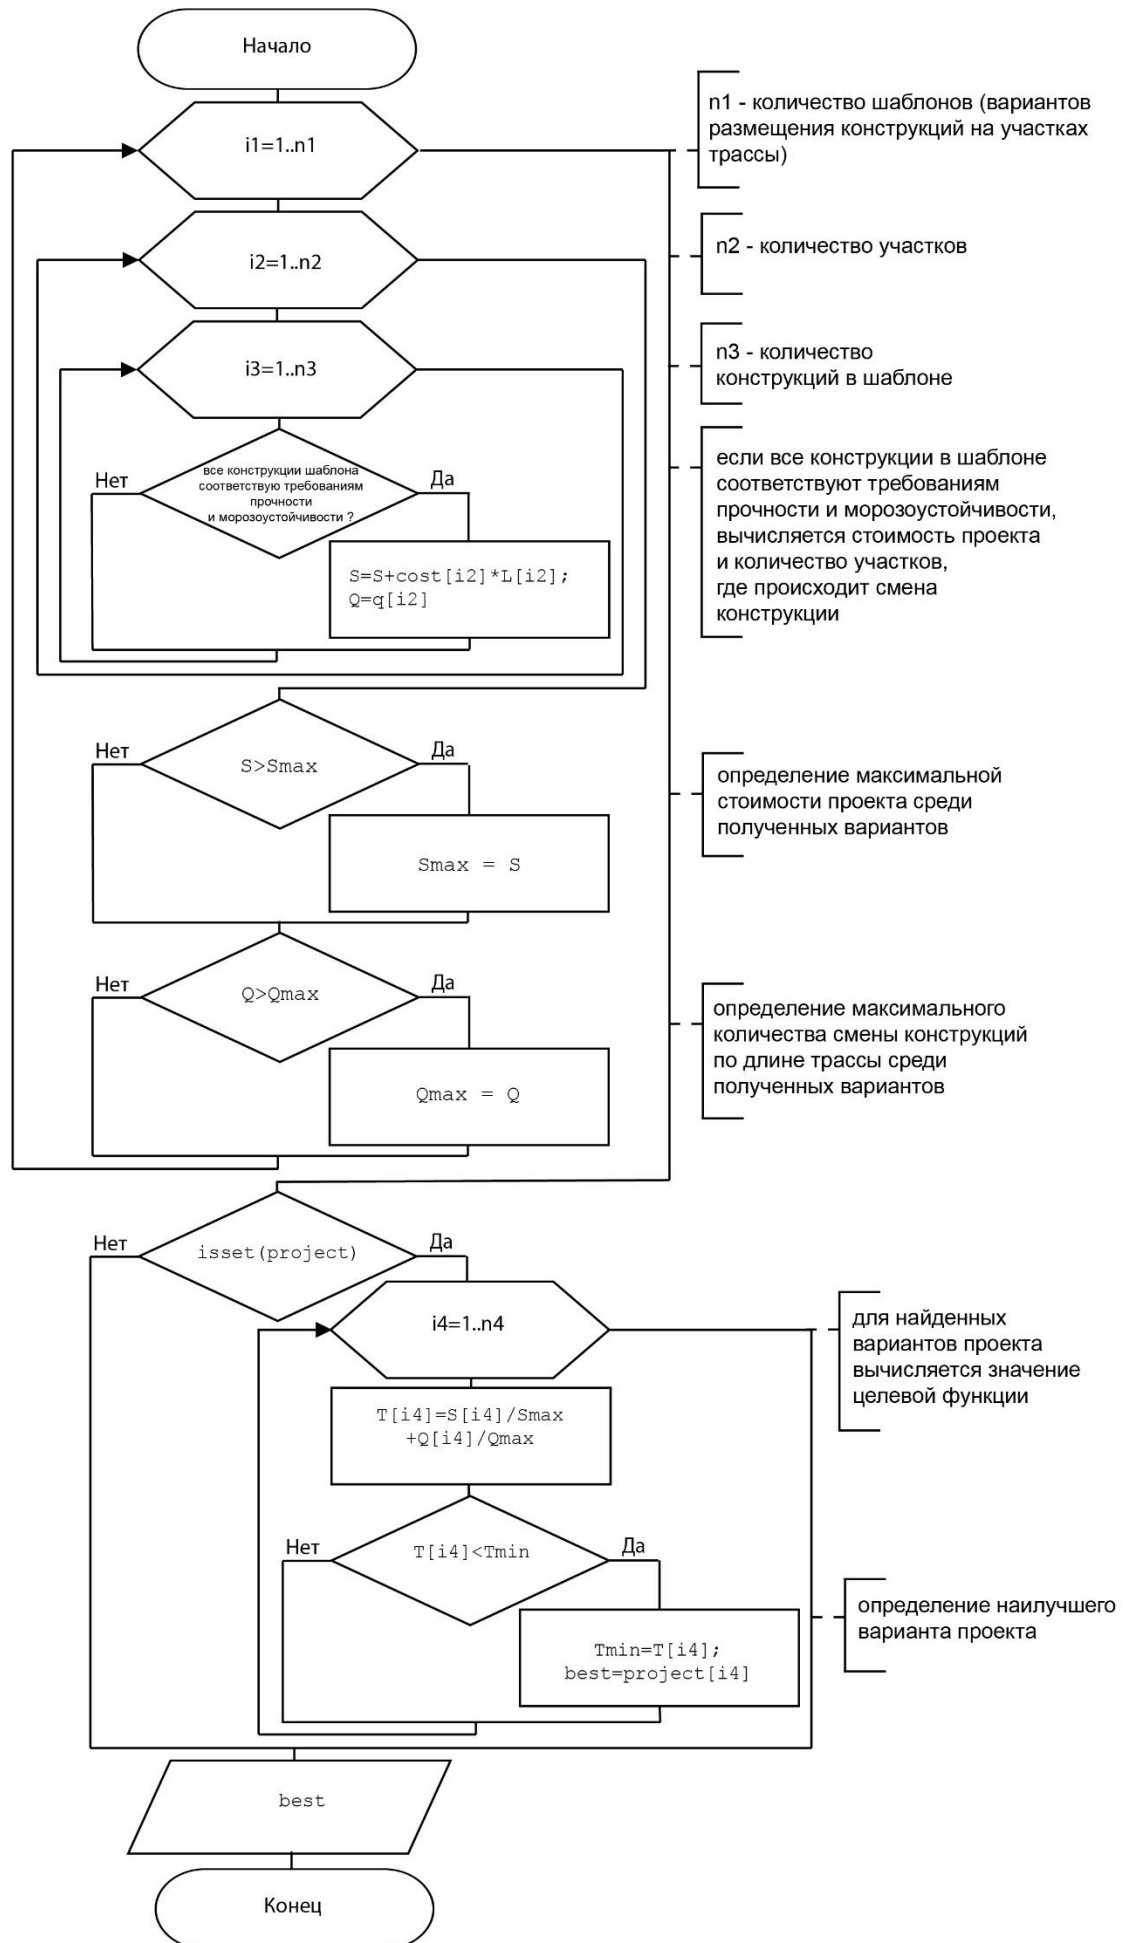 Начало
i1=1..n1
n1 - количество шаблонов (вариантов
размещения конструкций на участках
трассы)
i2=1..n2
n2 - количество участков
i3=1..n3
n3 - количество
конструкций в шаблоне
Нет
все конструкции шаблона
соответствую требованиям
прочности
и морозоустойчивости ?
Да
если все конструкции в шаблоне
соответствуют требованиям
прочности и морозоустойчивости,
вычисляется стоимость проекта
и количество участков,
где происходит смена
конструкции
S=S+cost[i2]*L[i2];
Q=q[i2]
Нет
S>Smax
Да
определение максимальной
стоимости проекта среди
полученных вариантов
Smax = S
Нет
Q>Qmax
Да
определение максимального
количества смены конструкций
по длине трассы среди
полученных вариантов
Qmax = Q
Нет
isset(project)
Да
i4=1..n4
для найденных
вариантов проекта
вычисляется значение
целевой функции
T[i4]=S[i4]/Smax
+Q[i4]/Qmax
Нет
T[i4]<Tmin
Да
определение наилучшего
варианта проекта
Tmin=T[i4];
best=project[i4]
best
Конец